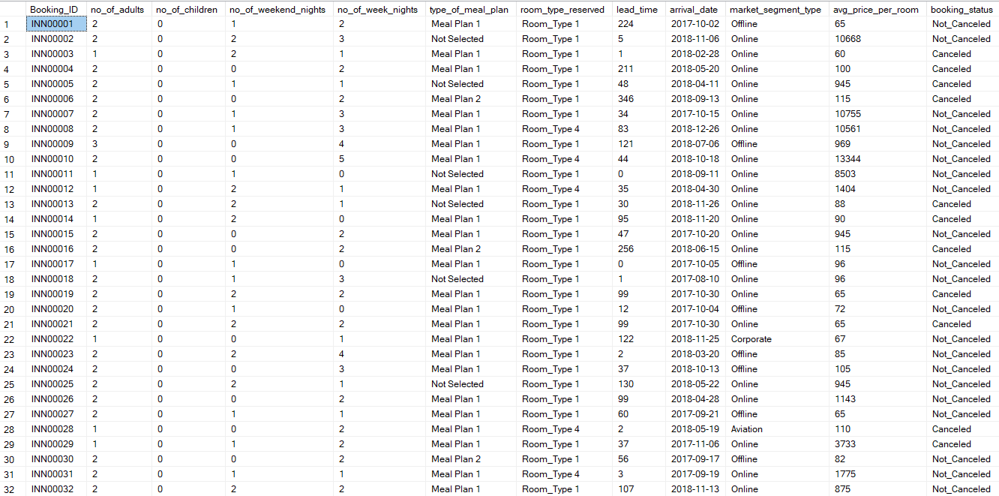 Booking_ID no_of_adults no_of_children no_of_weekend_nights no_of_week_nights type_of_meal_plan room_type_reserved lead_time arrival_date market_segment_type avg_price_per_room booking_status
1 INN00001 2 0 1 2 Meal Plan 1 Room_Type 1 224 2017-10-02 Offline 65 Not_Canceled
2 INN00002 2 0 2 3 Not Selected Room_Type 1 5 2018-11-06 Online 10668 Not_Canceled
3 INN00003 1 0 2 1 Meal Plan 1 Room_Type 1 1 2018-02-28 Online 60 Canceled
4 INN00004 2 0 0 2 Meal Plan 1 Room_Type 1 211 2018-05-20 Online 100 Canceled
5 INN00005 2 0 1 1 Not Selected Room_Type 1 48 2018-04-11 Online 945 Canceled
6 INN00006 2 0 0 2 Meal Plan 2 Room_Type 1 346 2018-09-13 Online 115 Canceled
7 INN00007 2 0 1 3 Meal Plan 1 Room_Type 1 34 2017-10-15 Online 10755 Not_Canceled
8 INN00008 2 0 1 3 Meal Plan 1 Room_Type 4 83 2018-12-26 Online 10561 Not_Canceled
9 INN00009 3 0 0 4 Meal Plan 1 Room_Type 1 121 2018-07-06 Offline 969 Not_Canceled
10 INN00010 2 0 0 5 Meal Plan 1 Room_Type 4 44 2018-10-18 Online 13344 Not_Canceled
11 INN00011 1 0 1 0 Not Selected Room_Type 1 0 2018-09-11 Online 8503 Not_Canceled
12 INN00012 1 0 2 1 Meal Plan 1 Room_Type 4 35 2018-04-30 Online 1404 Not_Canceled
13 INN00013 2 0 2 1 Not Selected Room_Type 1 30 2018-11-26 Online 88 Canceled
14 INN00014 1 0 2 0 Meal Plan 1 Room_Type 1 95 2018-11-20 Online 90 Canceled
15 INN00015 2 0 0 2 Meal Plan 1 Room_Type 1 47 2017-10-20 Online 945 Not_Canceled
16 INN00016 2 0 0 2 Meal Plan 2 Room_Type 1 256 2018-06-15 Online 115 Canceled
17 INN00017 1 0 1 0 Meal Plan 1 Room_Type 1 0 2017-10-05 Offline 96 Not_Canceled
18 INN00018 2 0 1 3 Not Selected Room_Type 1 1 2017-08-10 Online 96 Not_Canceled
19 INN00019 2 0 2 2 Meal Plan 1 Room_Type 1 99 2017-10-30 Online 65 Canceled
20 INN00020 2 0 1 0 Meal Plan 1 Room_Type 1 12 2017-10-04 Offline 72 Not_Canceled
21 INN00021 2 0 2 2 Meal Plan 1 Room_Type 1 99 2017-10-30 Online 65 Canceled
22 INN00022 1 0 0 1 Meal Plan 1 Room_Type 1 122 2018-11-25 Corporate 67 Not_Canceled
23 INN00023 2 0 2 4 Meal Plan 1 Room_Type 1 2 2018-03-20 Offline 85 Not_Canceled
24 INN00024 2 0 0 3 Meal Plan 1 Room_Type 1 37 2018-10-13 Offline 105 Not_Canceled
25 INN00025 2 0 2 1 Not Selected Room_Type 1 130 2018-05-22 Online 945 Not_Canceled
26 INN00026 2 0 0 2 Meal Plan 1 Room_Type 1 99 2018-04-28 Online 1143 Not_Canceled
27 INN00027 2 0 1 1 Meal Plan 1 Room_Type 1 60 2017-09-21 Offline 65 Not_Canceled
28 INN00028 1 0 0 2 Meal Plan 1 Room_Type 4 2 2018-05-19 Aviation 110 Canceled
29 INN00029 1 0 1 2 Meal Plan 1 Room_Type 1 37 2017-11-06 Online 3733 Canceled
30 INN00030 2 0 0 2 Meal Plan 2 Room_Type 1 56 2017-09-17 Offline 82 Not_Canceled
31 INN00031 2 0 1 1 Meal Plan 1 Room_Type 4 3 2017-09-19 Online 1775 Not_Canceled
32 INN00032 2 0 2 2 Meal Plan 1 Room_Type 1 107 2018-11-13 Online 875 Not_Canceled